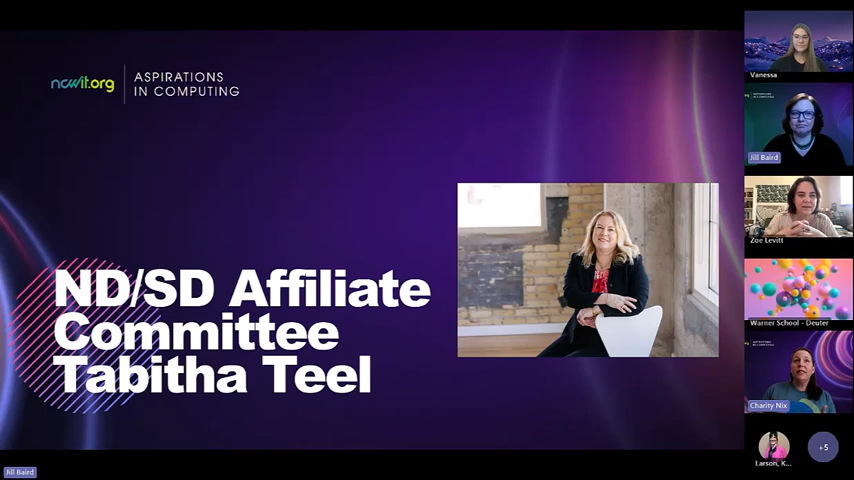 ncwit.org
ASPIRATIONS
IN COMPUTING
ND/SD Affiliate
Committee
Tabitha Teel
Vanessa
Jill Baird
Zoe Levitt
Warner School - Deuter
Charity Nix
Larson, K...
+5
Jill Baird